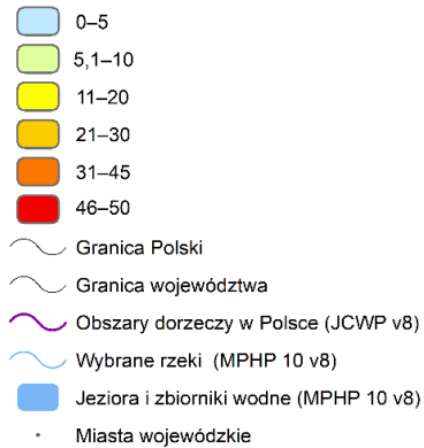 0–5
5,1–10
11–20
21–30
31–45
46–50
Granica Polski
Granica województwa
Obszary dorzeczy w Polsce (JCWP v8)
Wybrane rzeki (MPHP 10 v8)
Jeziora i zbiorniki wodne (MPHP 10 v8)
Miasta wojewódzkie